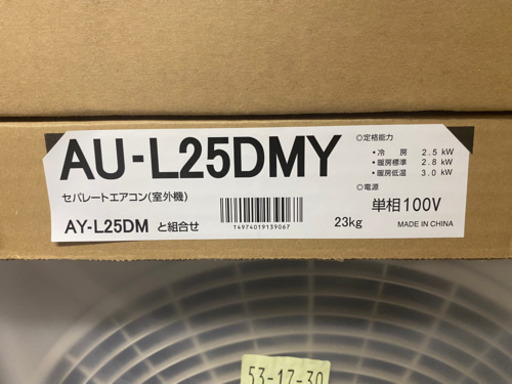 AU-L25DMY
セパレートエアコン(室外機)
AY-L25DM と組合せ
T4974019139067
23kg
◎定格能力
・冷 房 2.5 kW
・暖房標準 2.8 kW
・暖房低温 3.0 kW
◎電源
単相100V
MADE IN CHINA
53-17-30